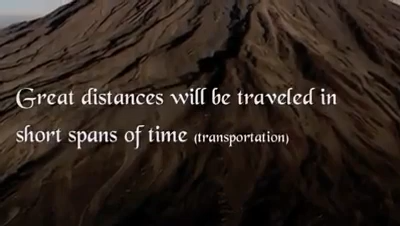 Great distances will be traveled in
short spans of time (transportation)